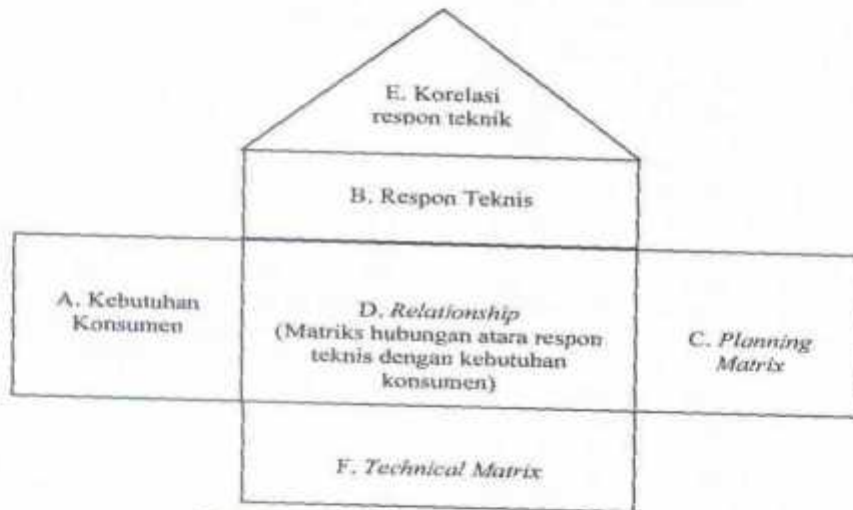 E. Korelasi
respon teknik
B. Respon Teknis
A. Kebutuhan
Konsumen
D. Relationship
(Matriks hubungan atara respon
teknis dengan kebutuhan
konsumen)
C. Planning
Matrix
F. Technical Matrix